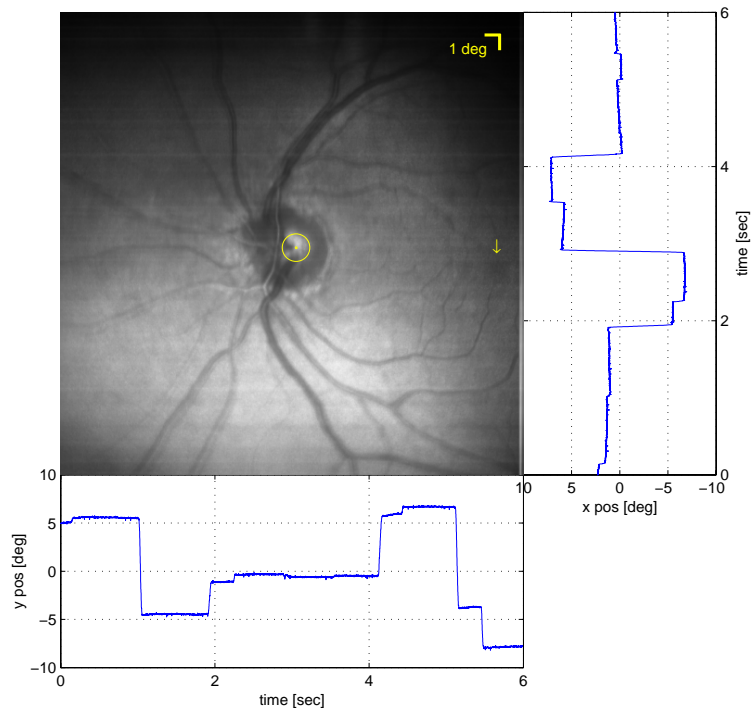 1 deg
↓
6
4
2
0
time [sec]
10 5 0 −5 −10
x pos [deg]
10
5
0
−5
−10
y pos [deg]
0 2 4 6
time [sec]